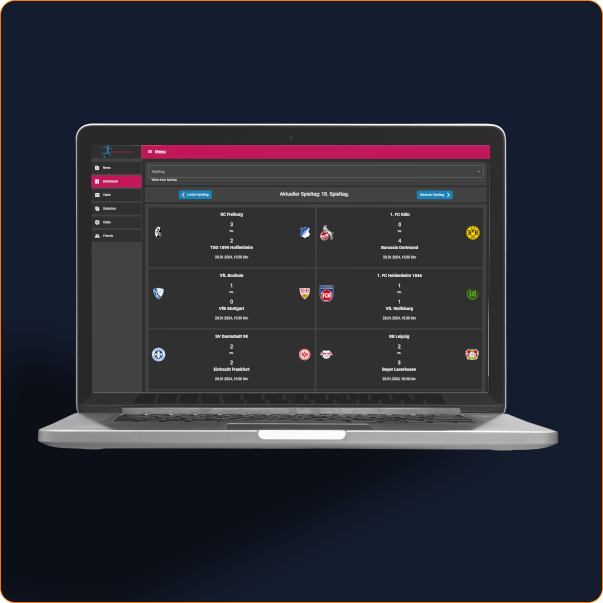 Menu
News
Dashboard
Table
Statistics
Clubs
Friends
Spieltag
Wähle einen Spieltag
Letzter Spieltag
Aktueller Spieltag: 18. Spieltag.
Nächster Spieltag
SC Freiburg
3
vs.
2
TSG 1899 Hoffenheim
20.01.2024, 15:30 Uhr
1. FC Köln
0
vs.
4
Borussia Dortmund
20.01.2024, 15:30 Uhr
VfL Bochum
1
vs.
0
VfB Stuttgart
20.01.2024, 15:30 Uhr
1. FC Heidenheim 1846
1
vs.
1
VfL Wolfsburg
20.01.2024, 15:30 Uhr
SV Darmstadt 98
2
vs.
2
Eintracht Frankfurt
20.01.2024, 15:30 Uhr
RB Leipzig
2
vs.
3
Bayer Leverkusen
20.01.2024, 18:30 Uhr